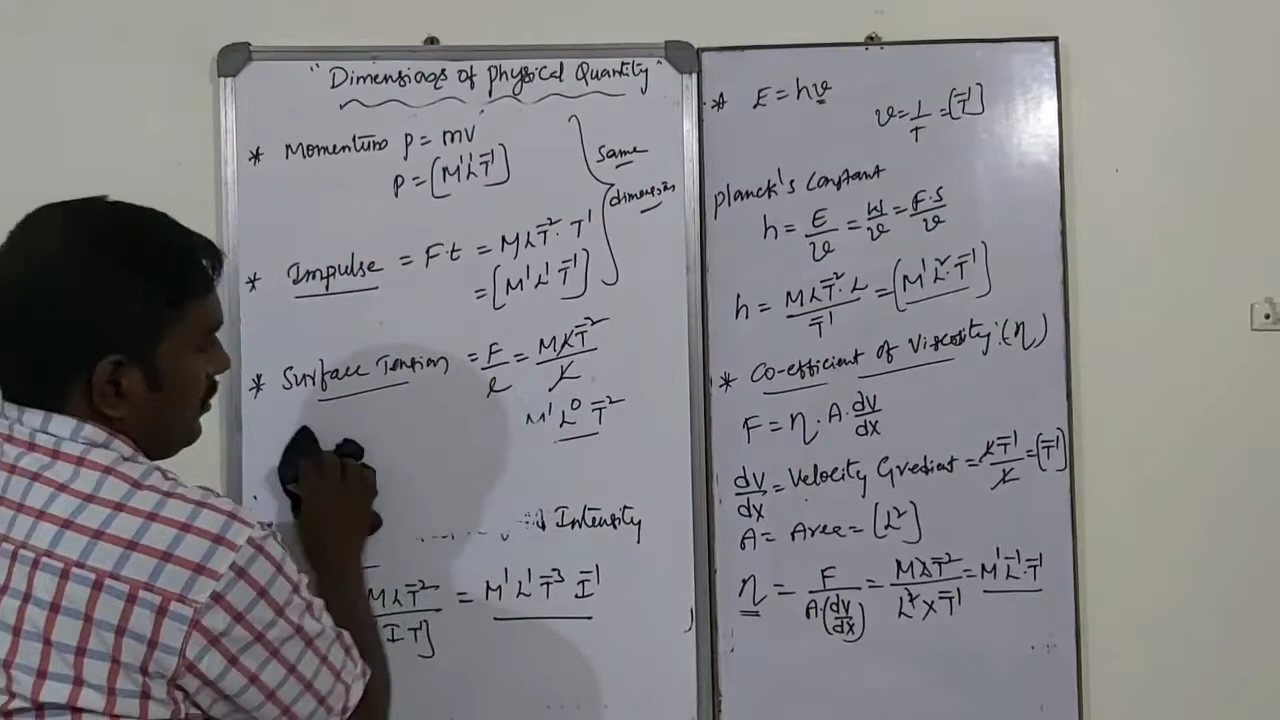 "Dimensions of physical Quantity"
* Momentum p = mv
p = [M¹L¹T⁻¹]
same
dimensions
* Impulse = F·t = MLT⁻²· T¹
= [M¹L¹T⁻¹]
* Surface Tension = F/l = MLT⁻²/L
M¹L⁰T⁻²
Intensity
MLT⁻²/IT] = M¹L¹T⁻³ I⁻¹
* E = hν
ν = 1/T = [T⁻¹]
planck's constant
h = E/ν = W/ν = F·S/ν
h = MLT⁻²·L/T⁻¹ = [M¹L²T⁻¹]
* Co-efficient of Viscosity: (η)
F = η·A·dv/dx
dv/dx = Velocity Gredient = LT⁻¹/L = [T⁻¹]
A = Area = [L²]
η = F/A(dv/dx) = MLT⁻²/L²×T⁻¹ = M¹L⁻¹T⁻¹